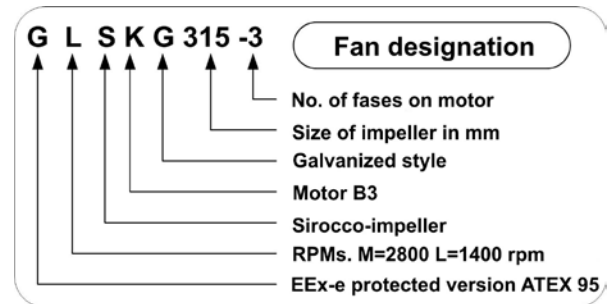 G L S K G 315 -3
Fan designation
No. of fases on motor
Size of impeller in mm
Galvanized style
Motor B3
Sirocco-impeller
RPMs. M=2800 L=1400 rpm
EEx-e protected version ATEX 95